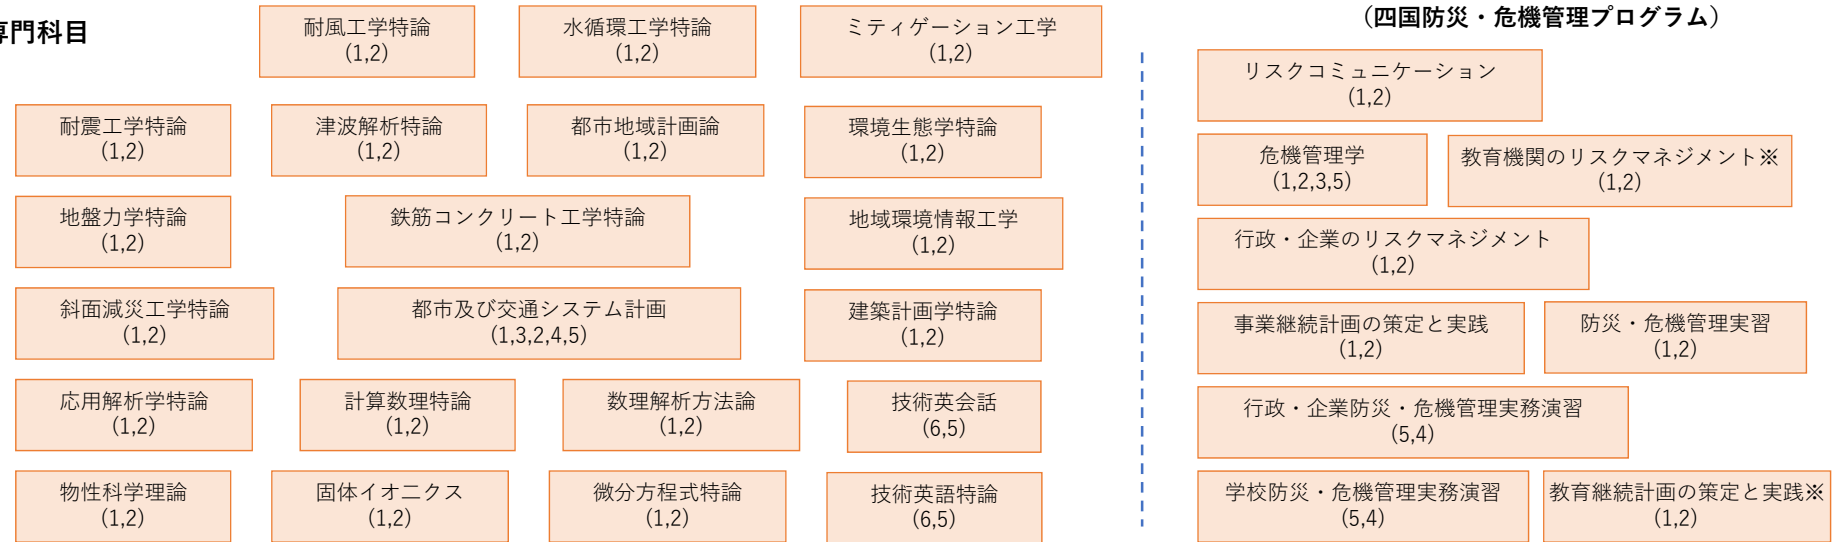 専門科目
耐風工学特論
(1,2)
水循環工学特論
(1,2)
ミティゲーション工学
(1,2)
耐震工学特論
(1,2)
津波解析特論
(1,2)
都市地域計画論
(1,2)
環境生態学特論
(1,2)
地盤力学特論
(1,2)
鉄筋コンクリート工学特論
(1,2)
地域環境情報工学
(1,2)
斜面減災工学特論
(1,2)
都市及び交通システム計画
(1,3,2,4,5)
建築計画学特論
(1,2)
応用解析学特論
(1,2)
計算数理特論
(1,2)
数理解析方法論
(1,2)
技術英会話
(6,5)
物性科学理論
(1,2)
固体イオニクス
(1,2)
微分方程式特論
(1,2)
技術英語特論
(6,5)
（四国防災・危機管理プログラム）
リスクコミュニケーション
(1,2)
危機管理学
(1,2,3,5)
教育機関のリスクマネジメント※
(1,2)
行政・企業のリスクマネジメント
(1,2)
事業継続計画の策定と実践
(1,2)
防災・危機管理実習
(1,2)
行政・企業防災・危機管理実務演習
(5,4)
学校防災・危機管理実務演習
(5,4)
教育継続計画の策定と実践※
(1,2)